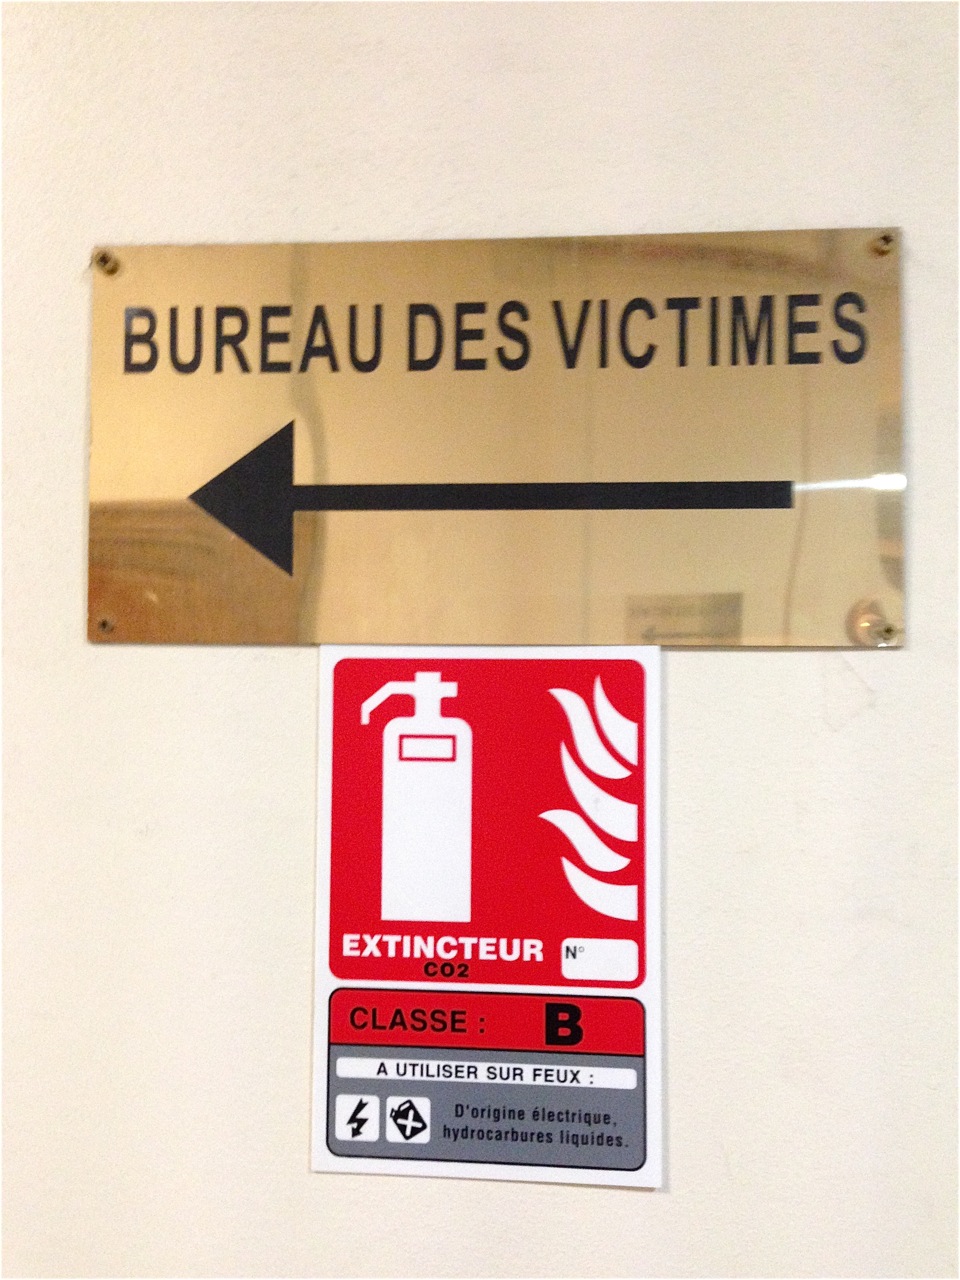 BUREAU DES VICTIMES
EXTINCTEUR
CO2
N°
CLASSE : B
A UTILISER SUR FEUX :
D'origine électrique,
hydrocarbures liquides.